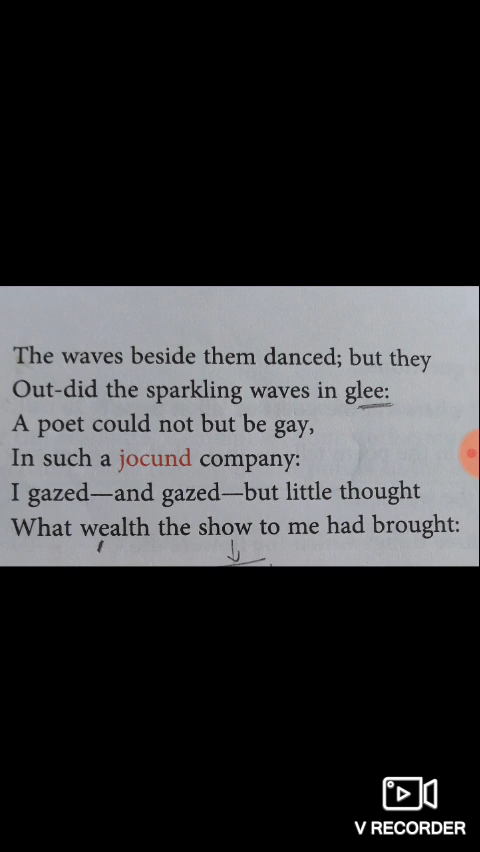 The waves beside them danced; but they
Out-did the sparkling waves in glee:
A poet could not but be gay,
In such a jocund company:
I gazed—and gazed—but little thought
What wealth the show to me had brought:
V RECORDER